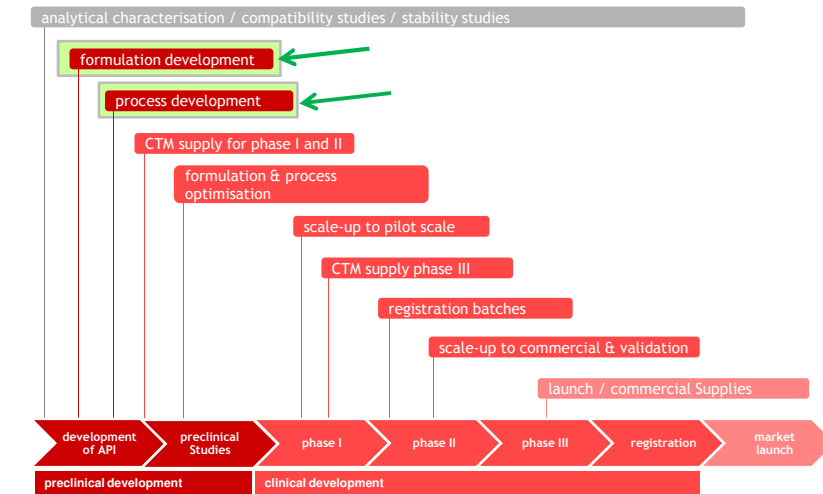 analytical characterisation / compatibility studies / stability studies
formulation development
process development
CTM supply for phase I and II
formulation & process
optimisation
scale-up to pilot scale
CTM supply phase III
registration batches
scale-up to commercial & validation
launch / commercial Supplies
development
of API
preclinical
Studies
phase I
phase II
phase III
registration
market
launch
preclinical development
clinical development